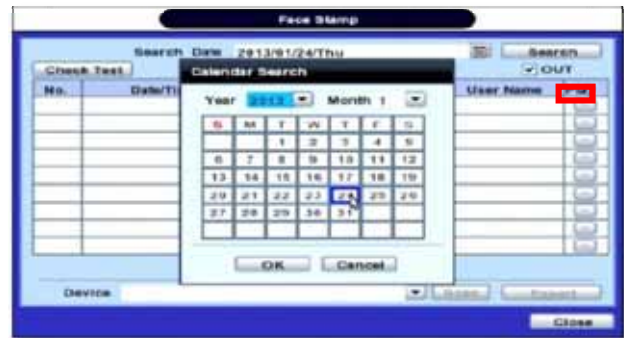 Face Stamp
Search Date 2013/01/24/Thu Search
Check Test OUT
Calendar Search
No. User Name
Year 2013 Month 1
S M T W T F S
1 2 3 4 5
6 7 8 9 10 11 12
13 14 15 16 17 18 19
20 21 22 23 24 25 26
27 28 29 30 31
OK Cancel
Device Export
Close